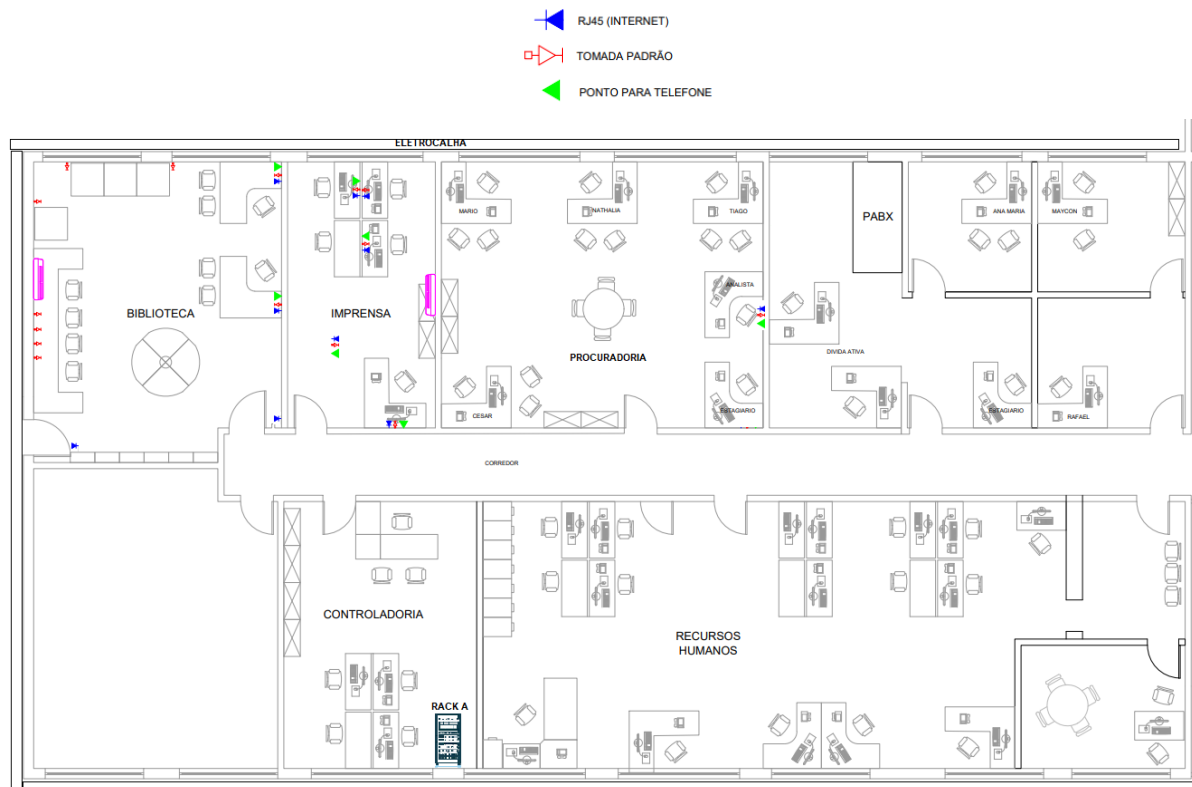 RJ45 (INTERNET)
TOMADA PADRÃO
PONTO PARA TELEFONE
ELETROCALHA
MARIO
NATHALIA
TIAGO
PABX
ANA MARIA
MAYCON
ANALISTA
BIBLIOTECA
IMPRENSA
PROCURADORIA
DIVIDA ATIVA
CESAR
ESTAGIARIO
ESTAGIARIO
RAFAEL
CORREDOR
CONTROLADORIA
RECURSOS
HUMANOS
RACK A